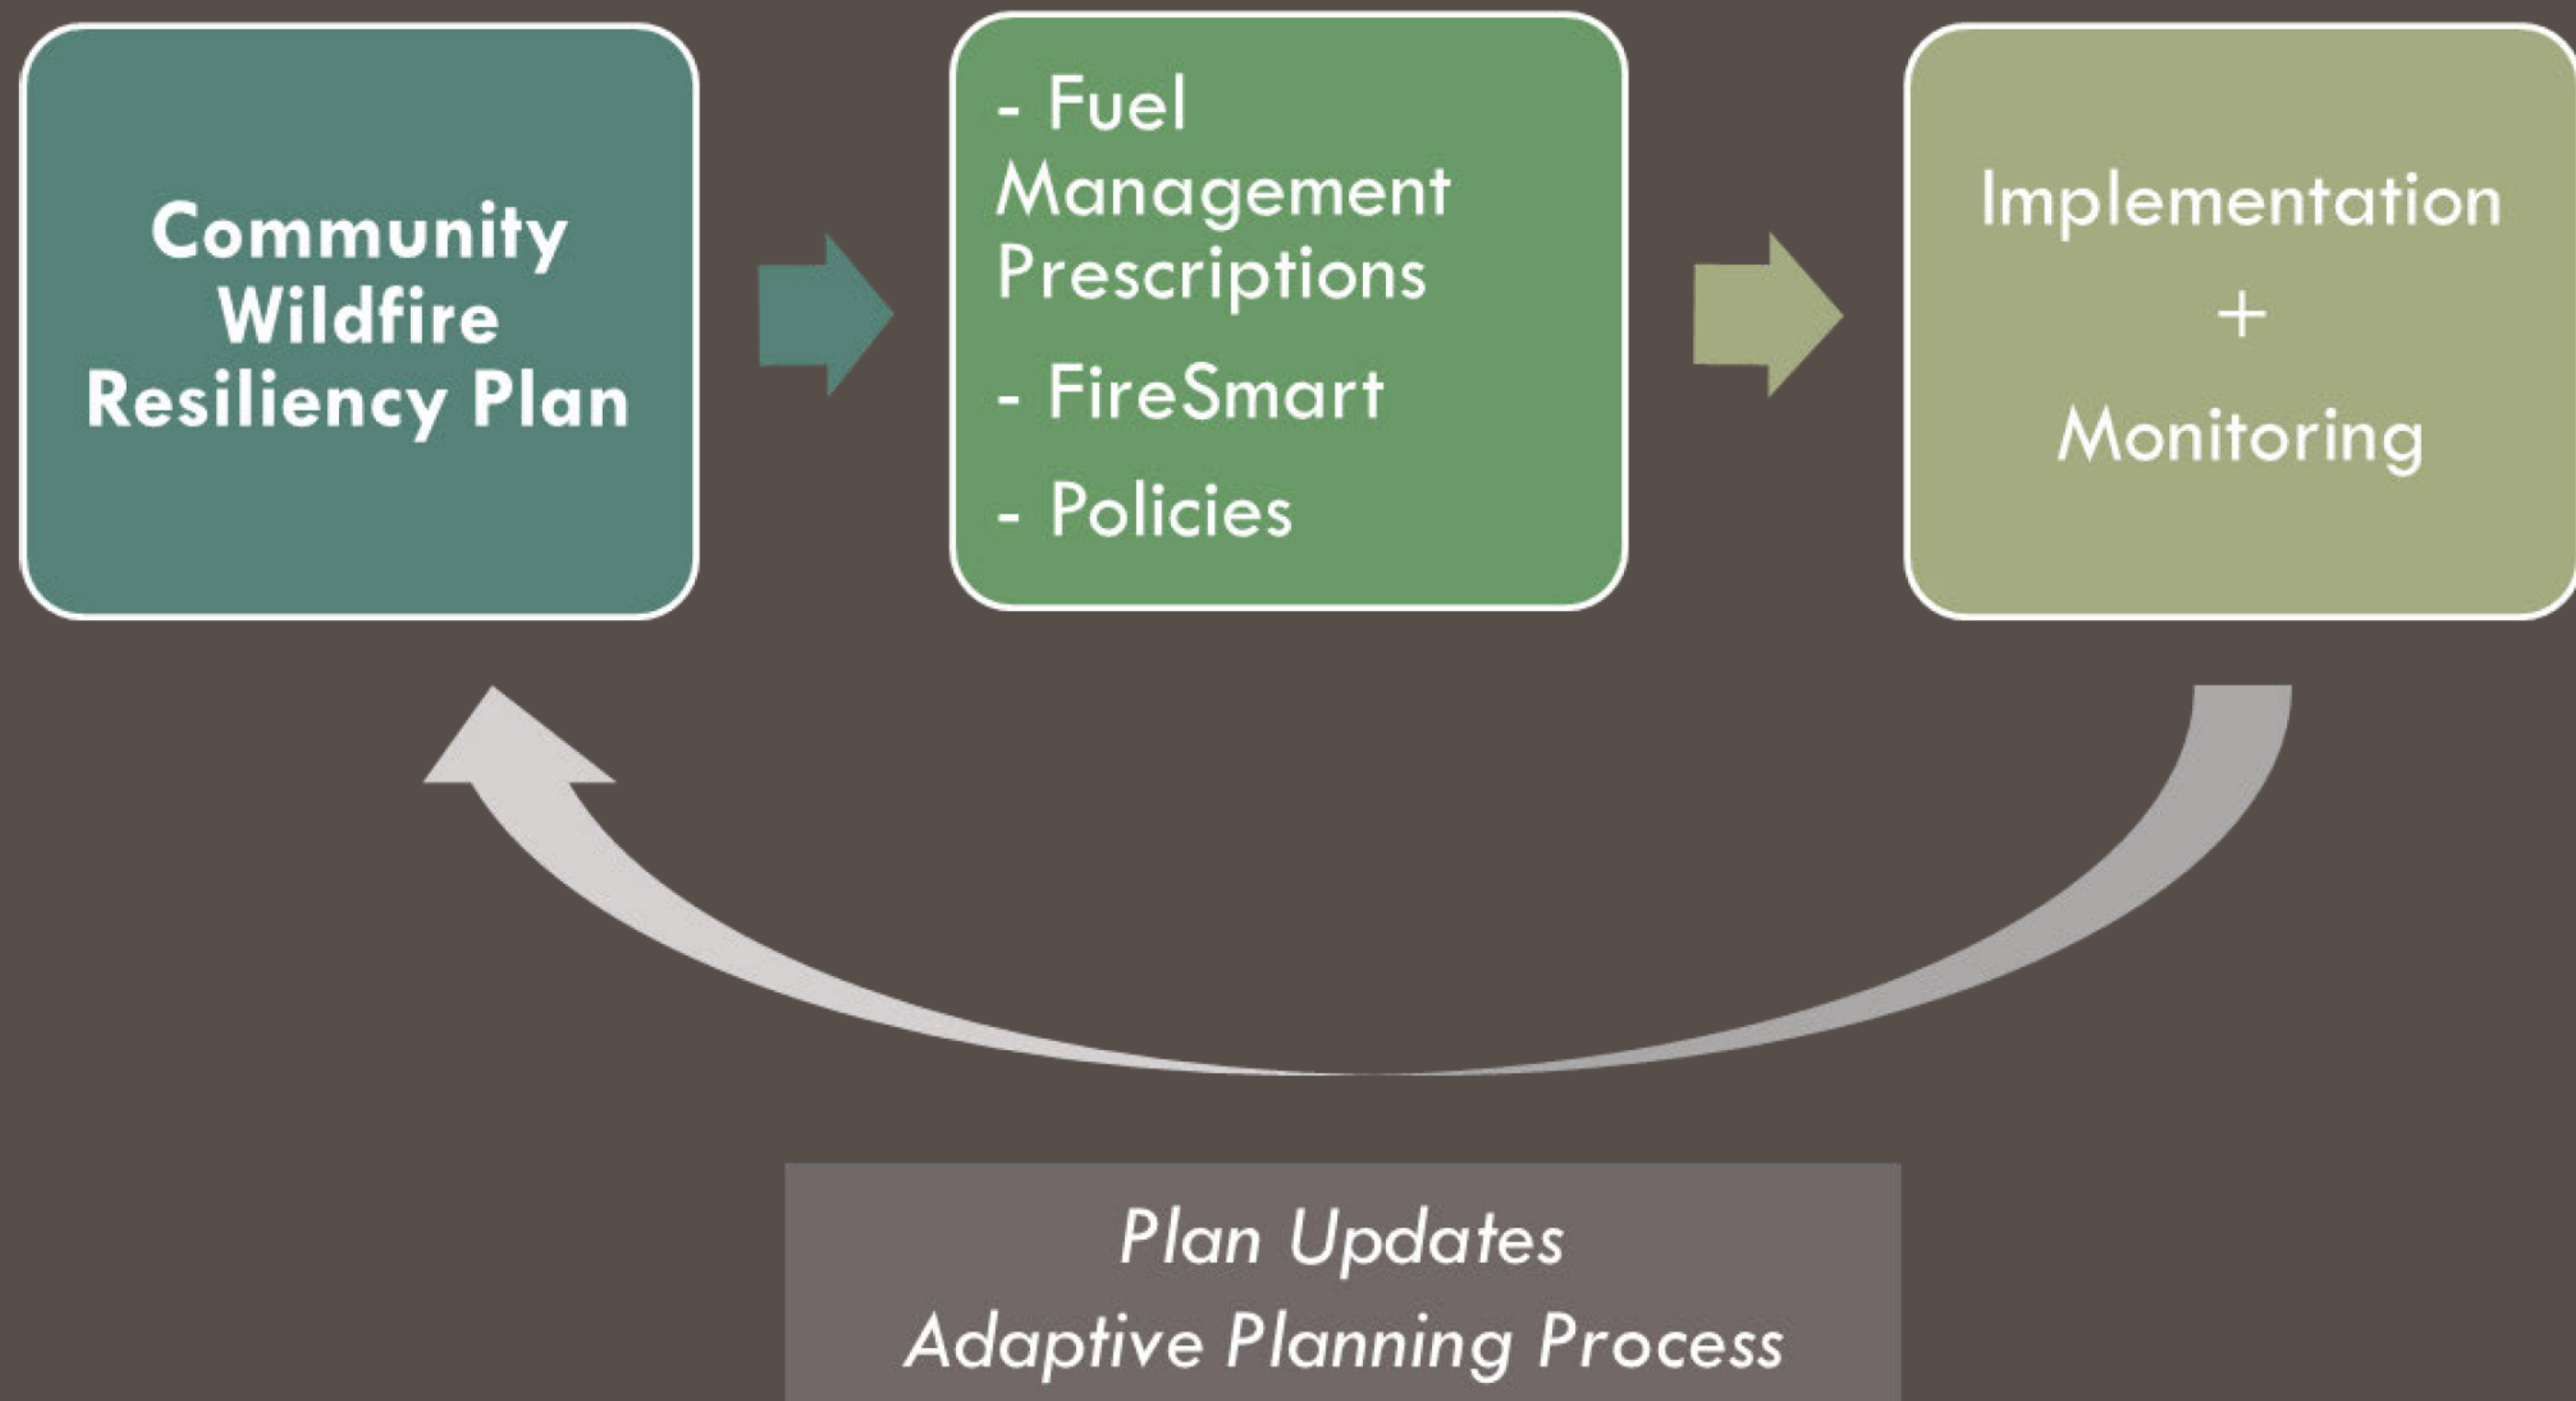 Community
Wildfire
Resiliency Plan
- Fuel
Management
Prescriptions
- FireSmart
- Policies
Implementation
+
Monitoring
Plan Updates
Adaptive Planning Process